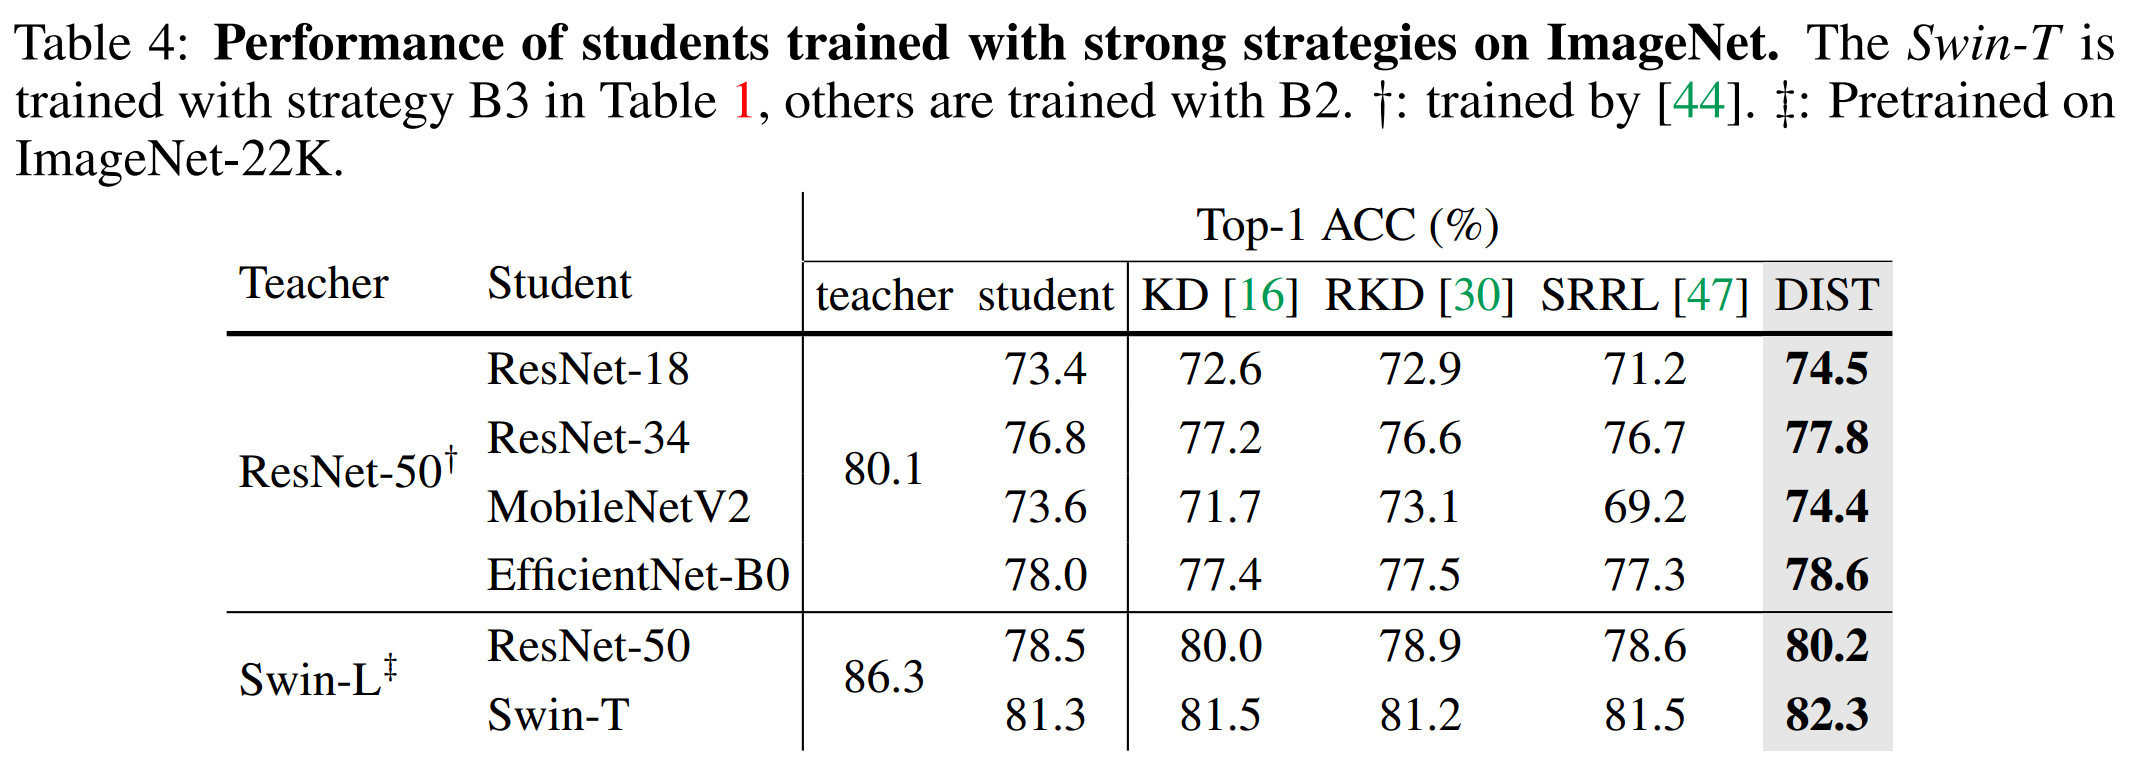 Table 4: Performance of students trained with strong strategies on ImageNet. The Swin-T is
trained with strategy B3 in Table 1, others are trained with B2. †: trained by [44]. ‡: Pretrained on
ImageNet-22K.
Top-1 ACC (%)
Teacher Student teacher student KD [16] RKD [30] SRRL [47] DIST
ResNet-18 73.4 72.6 72.9 71.2 74.5
ResNet-34 76.8 77.2 76.6 76.7 77.8
ResNet-50† 80.1
MobileNetV2 73.6 71.7 73.1 69.2 74.4
EfficientNet-B0 78.0 77.4 77.5 77.3 78.6
ResNet-50 78.5 80.0 78.9 78.6 80.2
Swin-L‡ 86.3
Swin-T 81.3 81.5 81.2 81.5 82.3